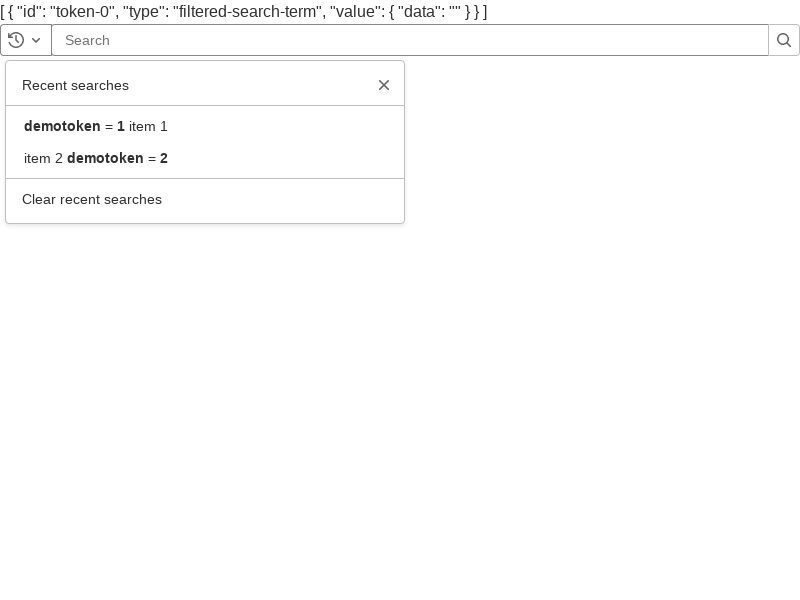 [ { "id": "token-0", "type": "filtered-search-term", "value": { "data": "" } } ]
Search
Recent searches
demotoken = 1 item 1
item 2 demotoken = 2
Clear recent searches